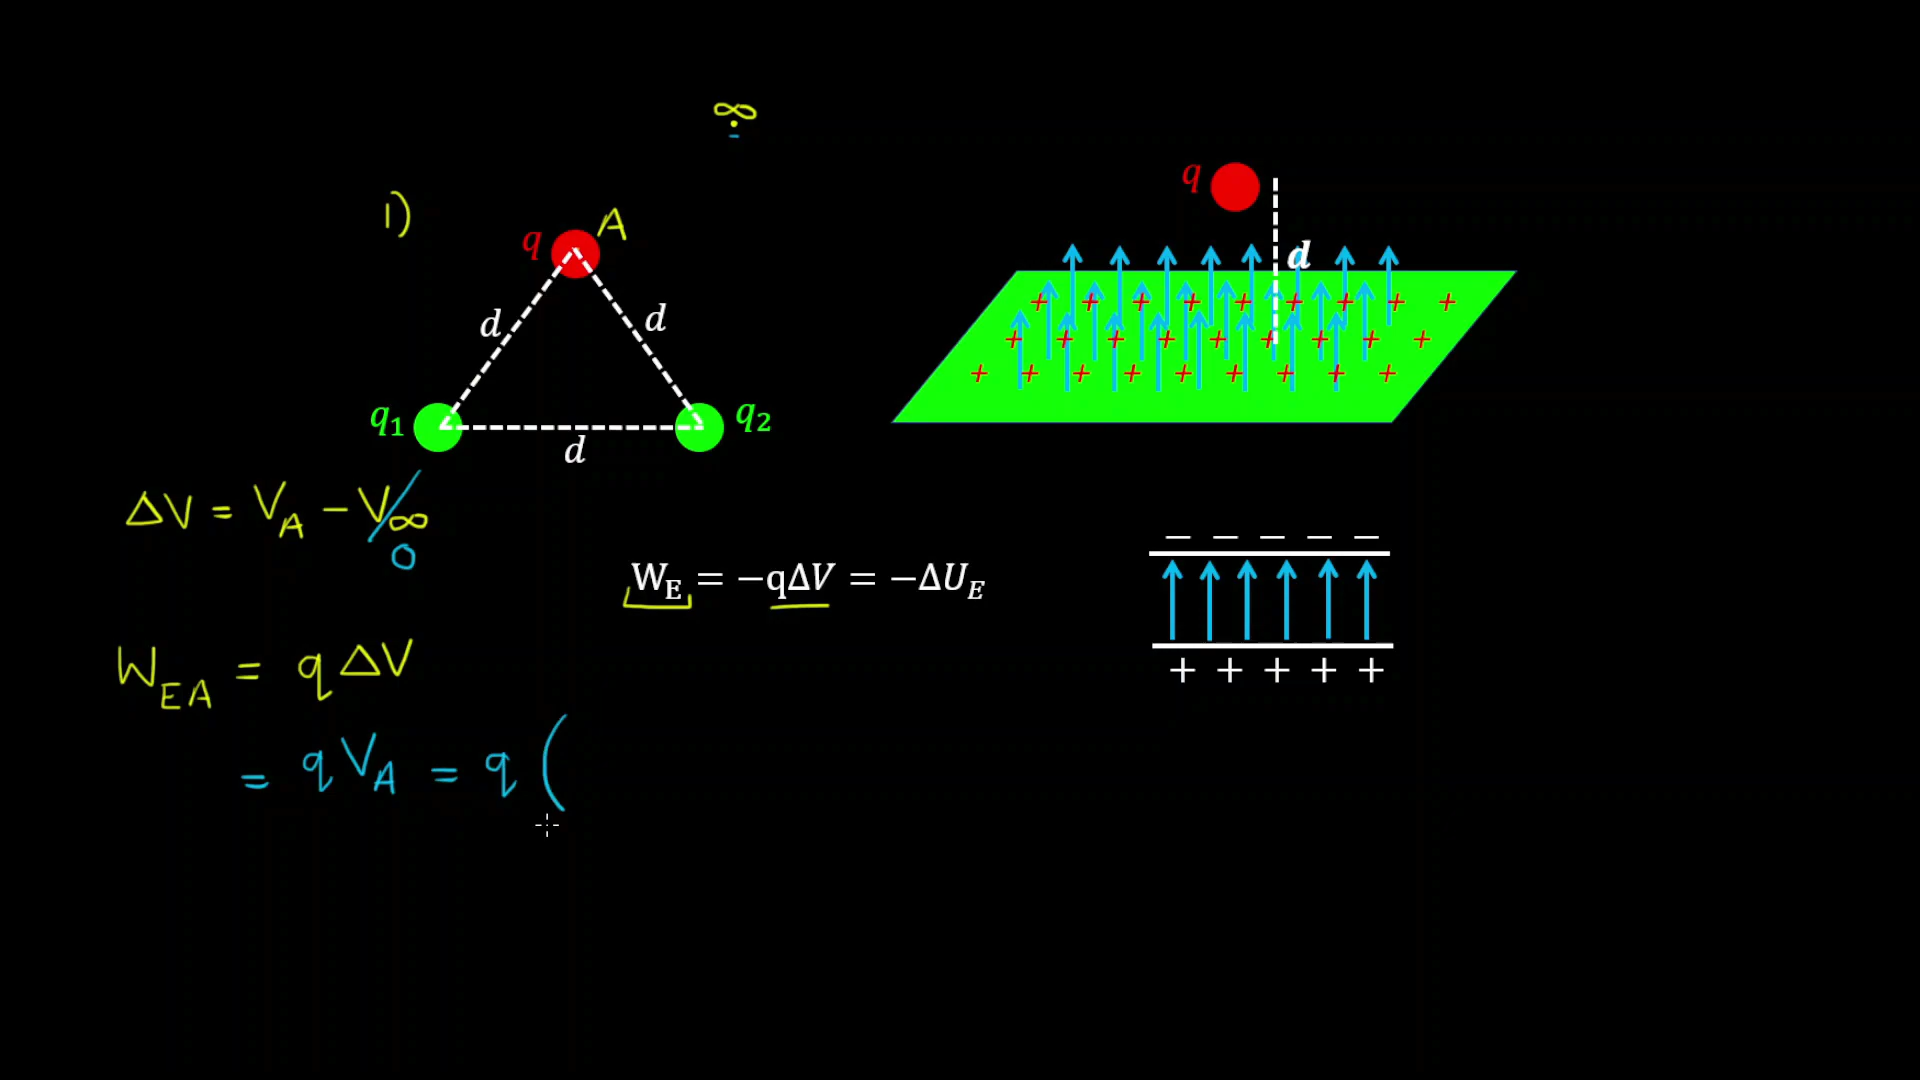 ∞
1)
q A
d d
q₁ q₂
d
ΔV = V_A − V_∞
0
W_EA = qΔV
= qV_A = q (
W_E = −qΔV = −ΔU_E
q
d
+ + + + + + + + +
+ + + + + + + + +
+ + + + + + + + +
− − − − −
+ + + + +